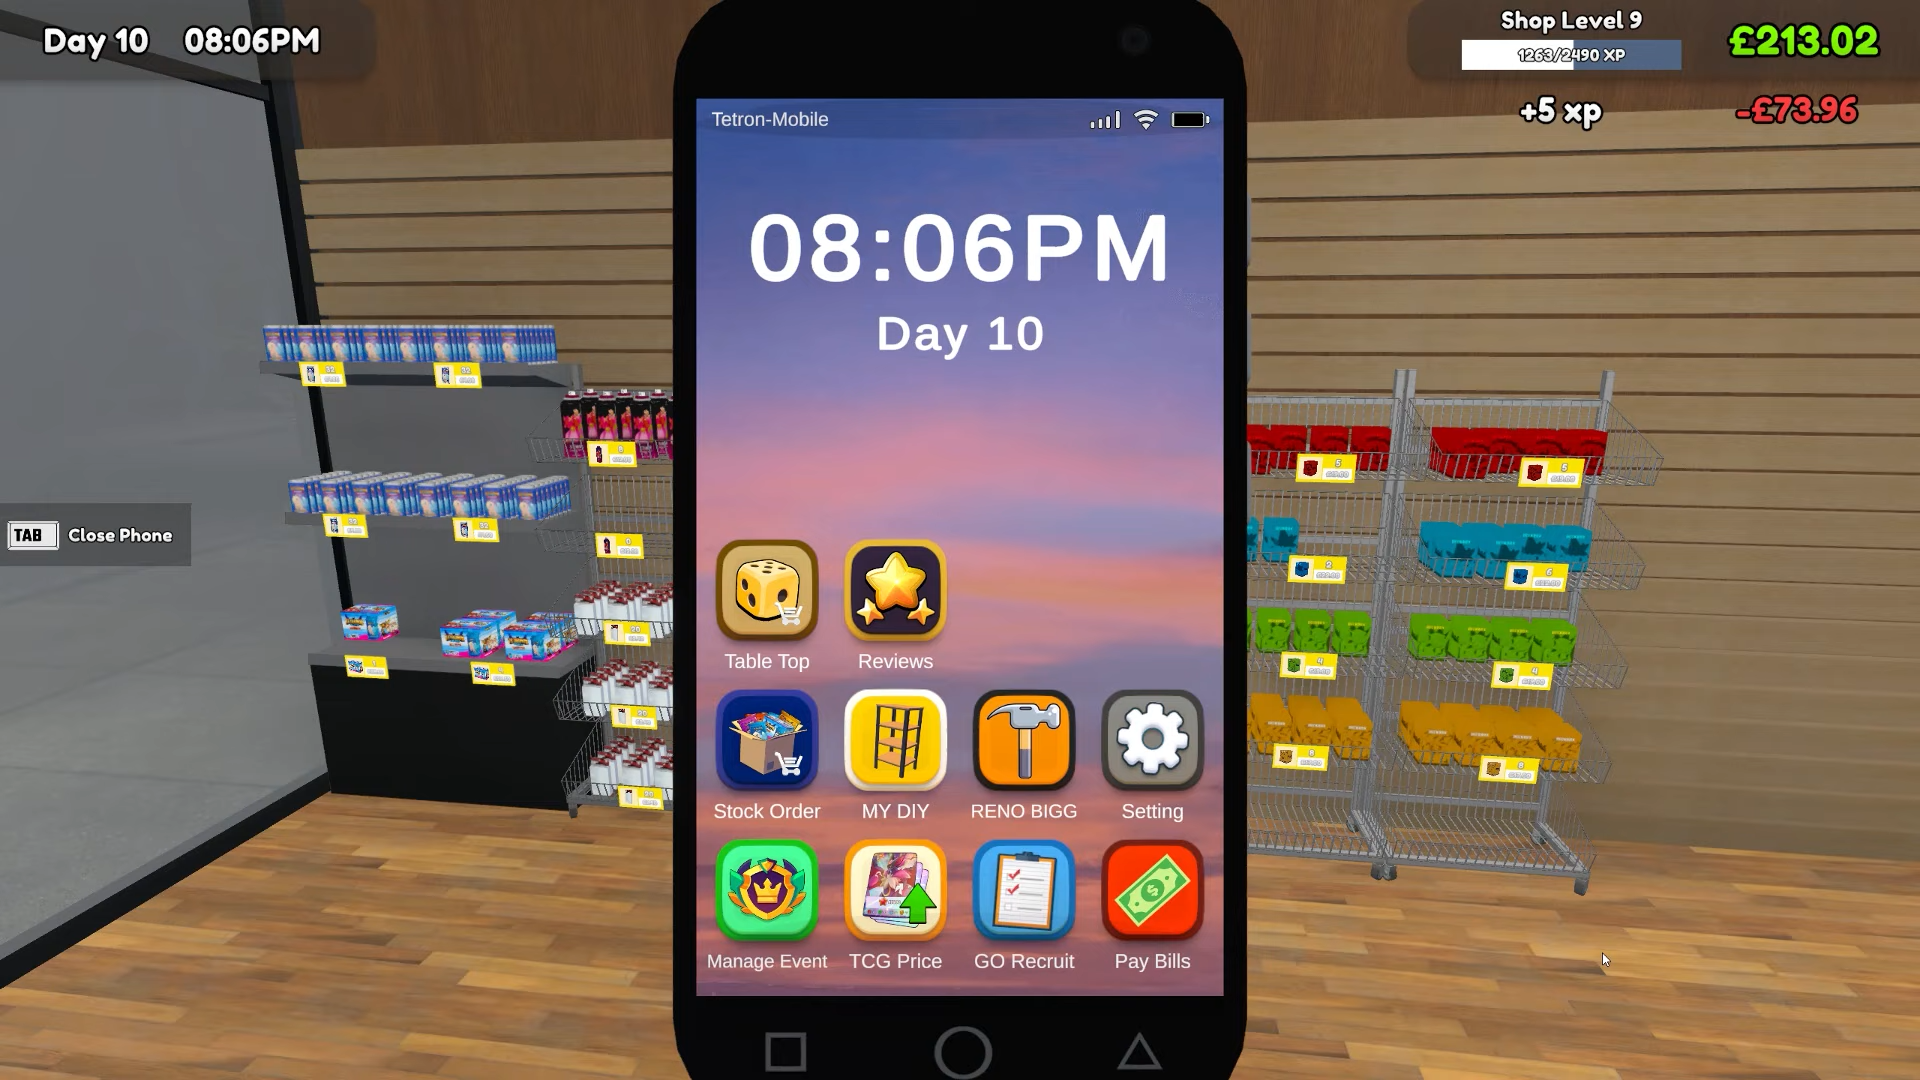 Day 10 08:06PM
Shop Level 9
1263/2490 XP
£213.02
+5 xp
-£73.96
Tetron-Mobile
08:06PM
Day 10
TAB Close Phone
Table Top
Reviews
Stock Order
MY DIY
RENO BIGG
Setting
Manage Event
TCG Price
GO Recruit
Pay Bills